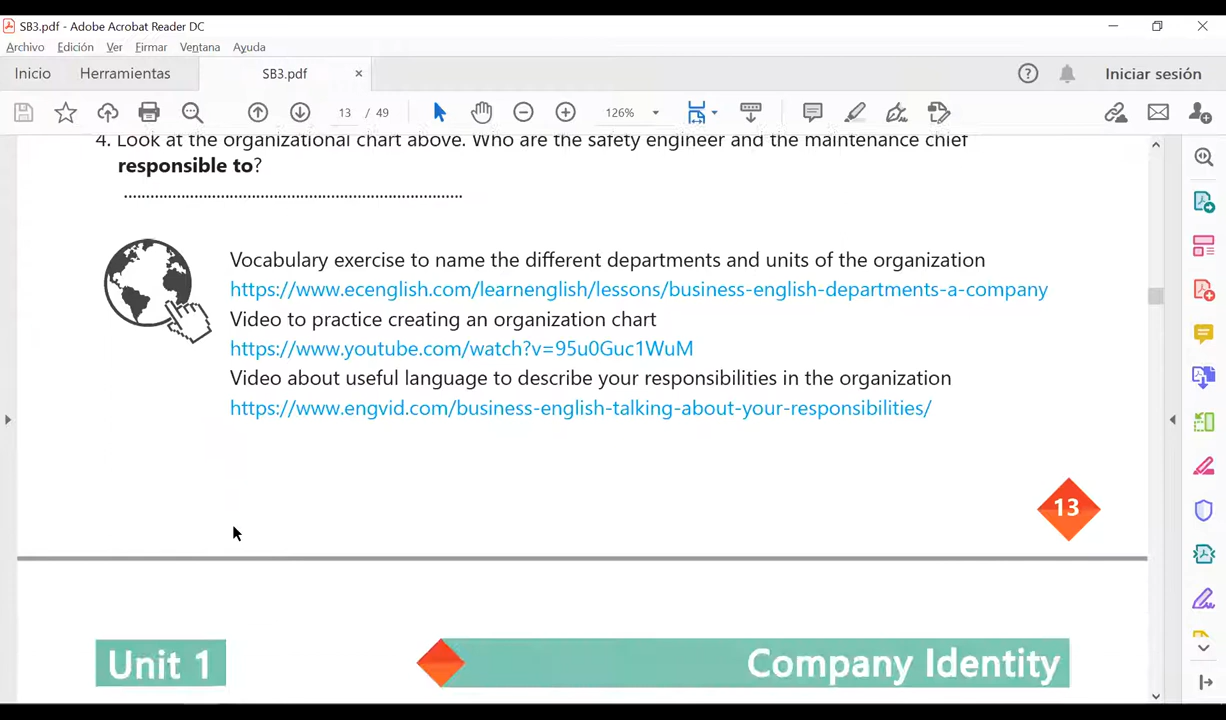 SB3.pdf - Adobe Acrobat Reader DC
Archivo Edición Ver Firmar Ventana Ayuda
Inicio Herramientas SB3.pdf × ? Iniciar sesión
13 / 49 126%
4. Look at the organizational chart above. Who are the safety engineer and the maintenance chief
responsible to?
............................................................................
Vocabulary exercise to name the different departments and units of the organization
https://www.ecenglish.com/learnenglish/lessons/business-english-departments-a-company
Video to practice creating an organization chart
https://www.youtube.com/watch?v=95u0Guc1WuM
Video about useful language to describe your responsibilities in the organization
https://www.engvid.com/business-english-talking-about-your-responsibilities/
13
Unit 1 Company Identity